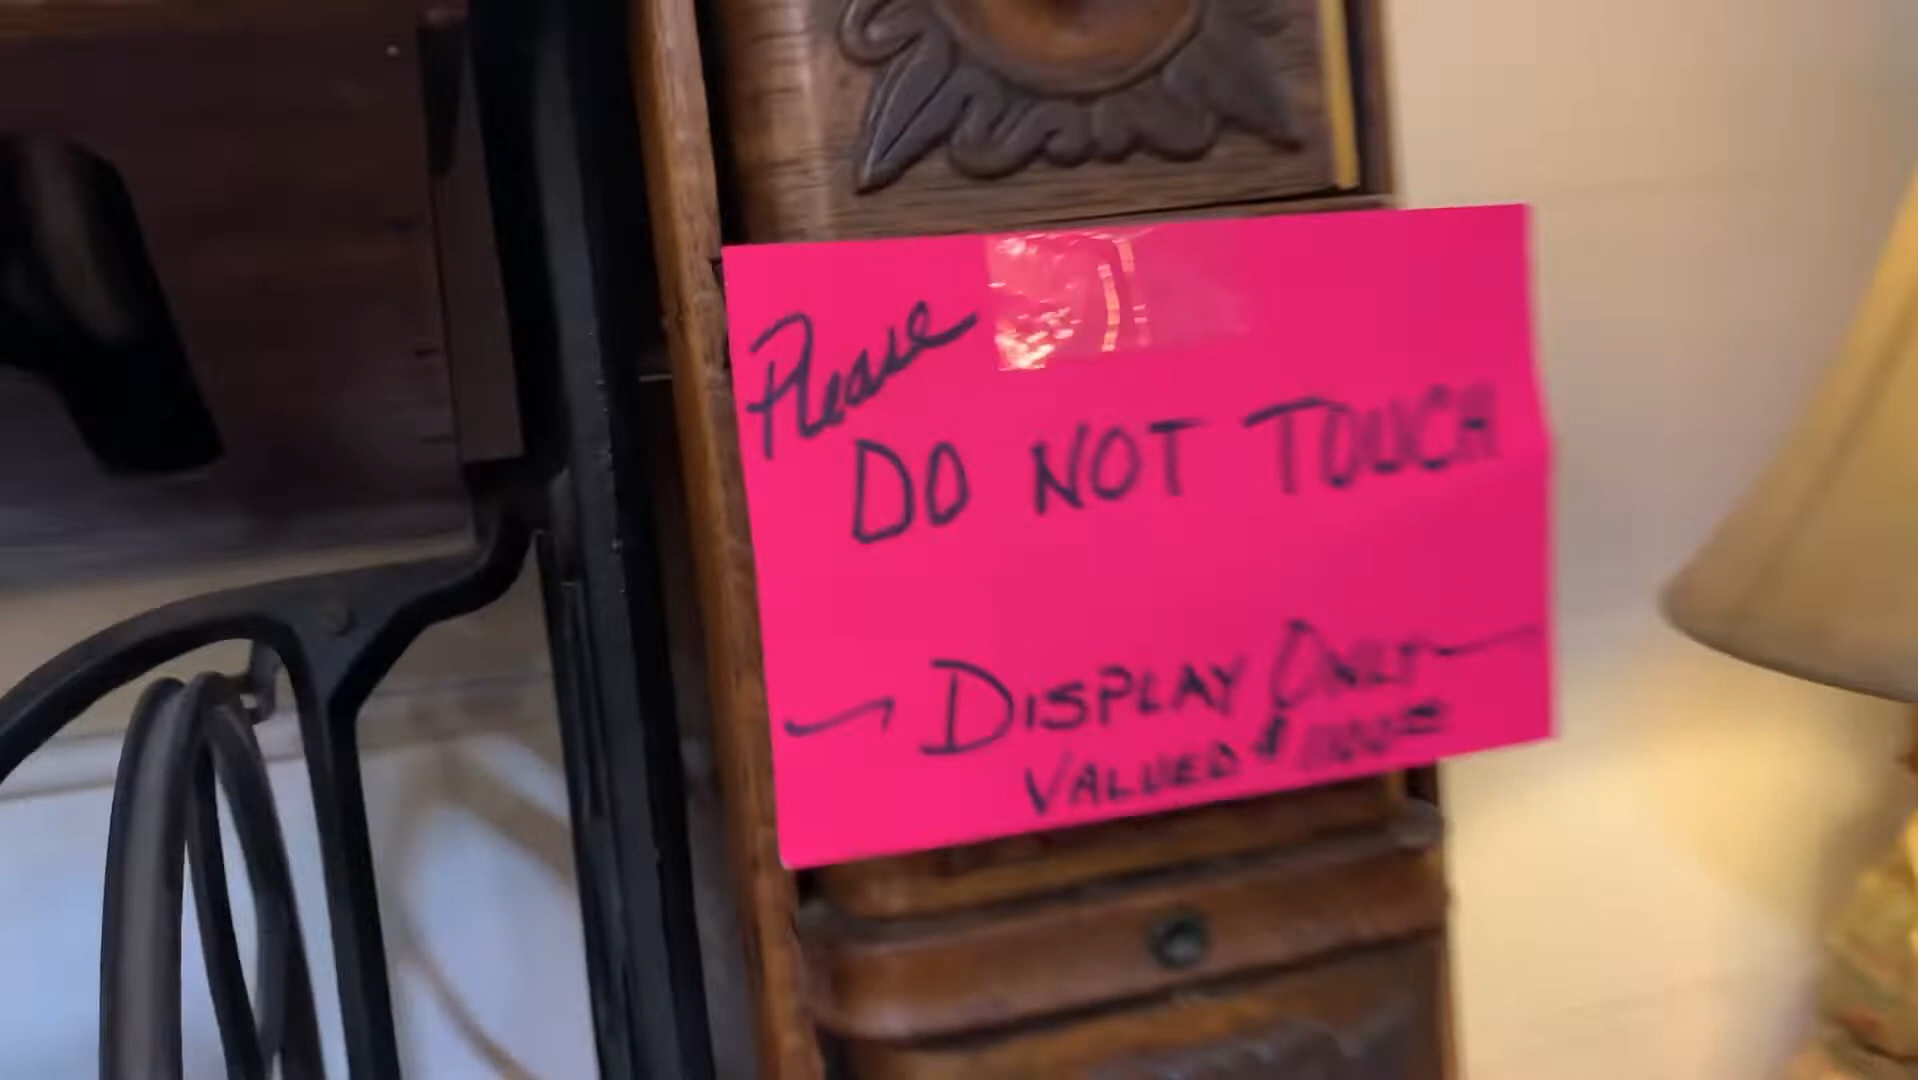 Please
DO NOT TOUCH
~ DISPLAY ONLY ~
VALUED $